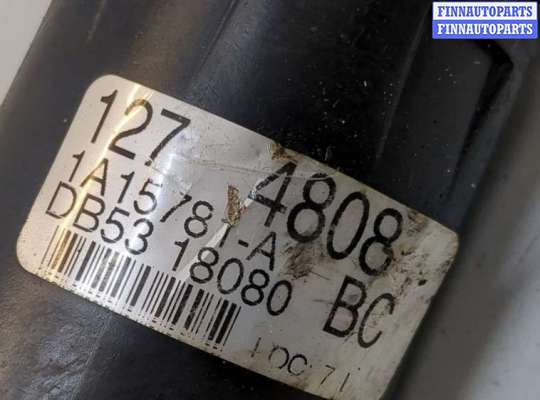 FINNAUTOPARTS
FINNAUTOPARTS
127 4808
1A15781-A
DB53 18080 BC